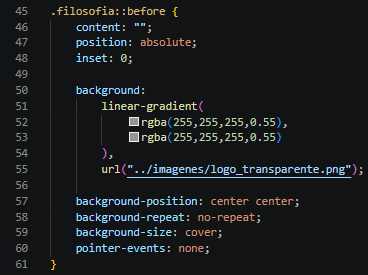 45 .filosofia::before {
46 content: "";
47 position: absolute;
48 inset: 0;
49
50 background:
51 linear-gradient(
52 rgba(255,255,255,0.55),
53 rgba(255,255,255,0.55)
54 ),
55 url("../imagenes/logo_transparente.png");
56
57 background-position: center center;
58 background-repeat: no-repeat;
59 background-size: cover;
60 pointer-events: none;
61 }